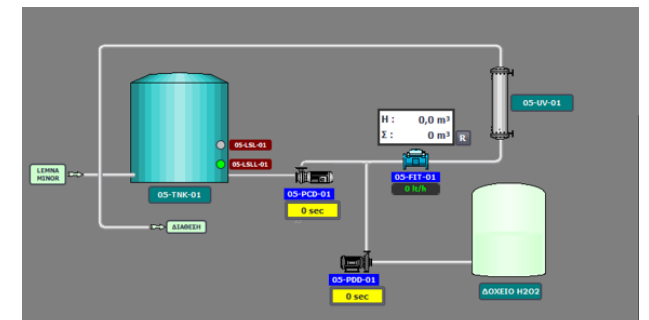 05-UV-01
H : 0,0 m³
Σ : 0 m³ R
05-LSL-01
05-LSLL-01
LEMNA
MINOR
05-TNK-01
05-PCD-01
0 sec
05-FIT-01
0 lt/h
ΔΙΑΘΕΣΗ
05-PDD-01
0 sec
ΔΟΧΕΙΟ H2O2